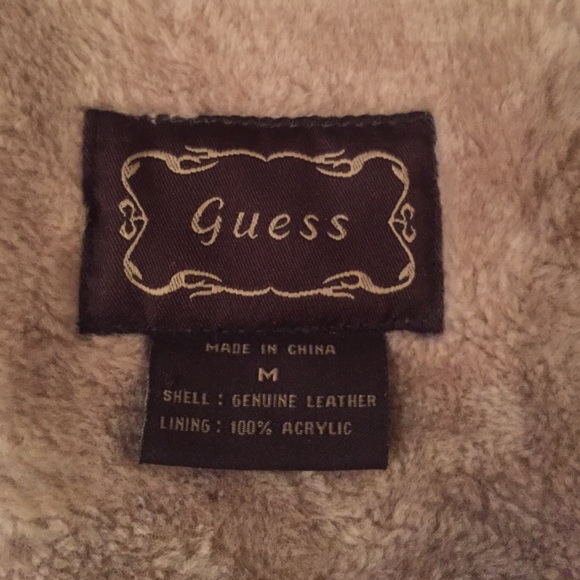 Guess
MADE IN CHINA
M
SHELL : GENUINE LEATHER
LINING : 100% ACRYLIC